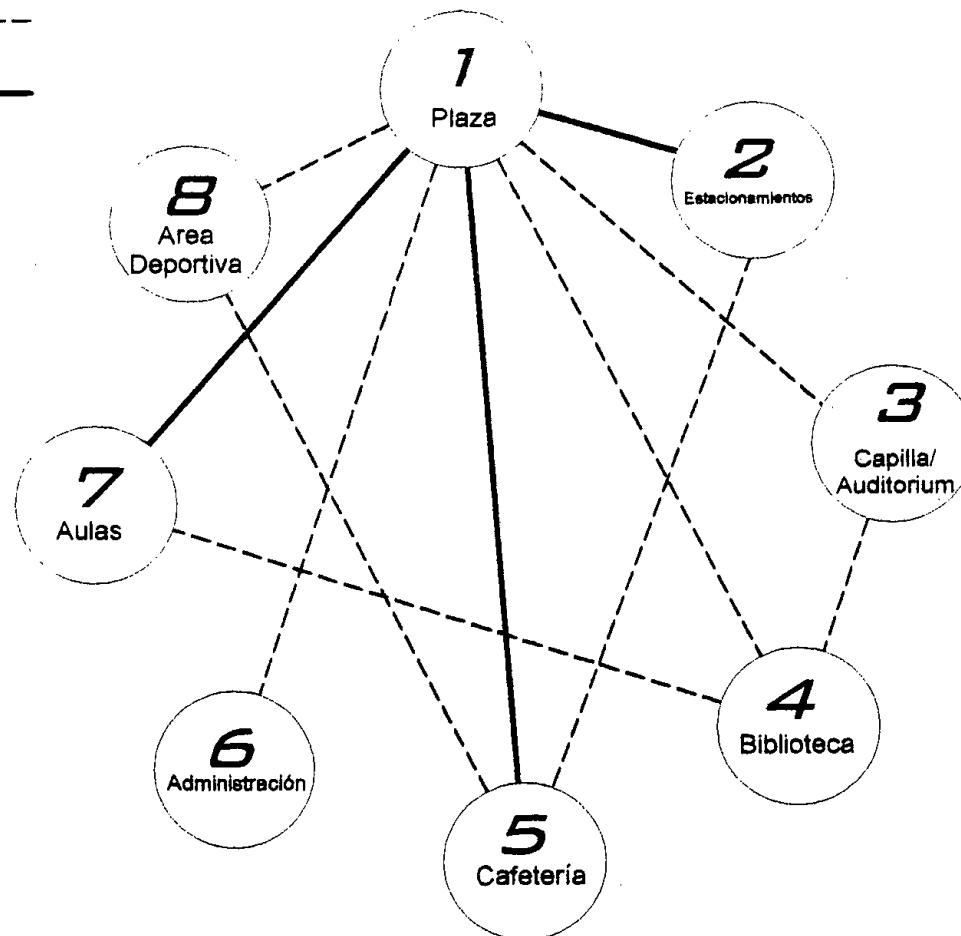 1
Plaza
2
Estacionamientos
3
Capilla/
Auditorium
4
Biblioteca
5
Cafetería
6
Administración
7
Aulas
8
Area
Deportiva